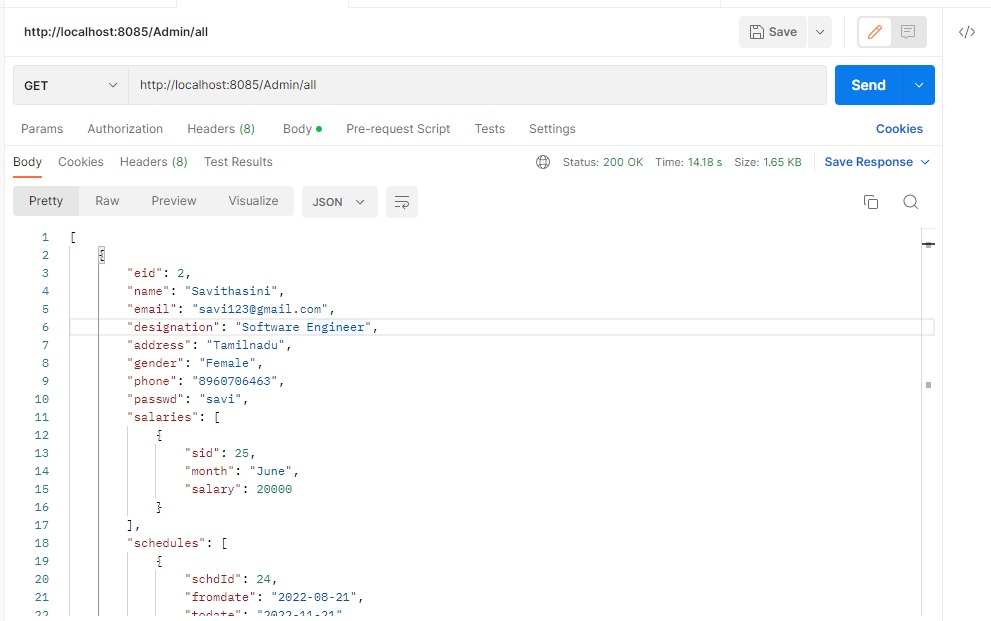 http://localhost:8085/Admin/all
Save
GET
http://localhost:8085/Admin/all
Send
Params Authorization Headers (8) Body Pre-request Script Tests Settings Cookies
Body Cookies Headers (8) Test Results Status: 200 OK Time: 14.18 s Size: 1.65 KB Save Response
Pretty Raw Preview Visualize JSON
1 [
2 {
3 "eid": 2,
4 "name": "Savithasini",
5 "email": "savi123@gmail.com",
6 "designation": "Software Engineer",
7 "address": "Tamilnadu",
8 "gender": "Female",
9 "phone": "8960706463",
10 "passwd": "savi",
11 "salaries": [
12 {
13 "sid": 25,
14 "month": "June",
15 "salary": 20000
16 }
17 ],
18 "schedules": [
19 {
20 "schdId": 24,
21 "fromdate": "2022-08-21",
22 "todate": "2022-11-21"